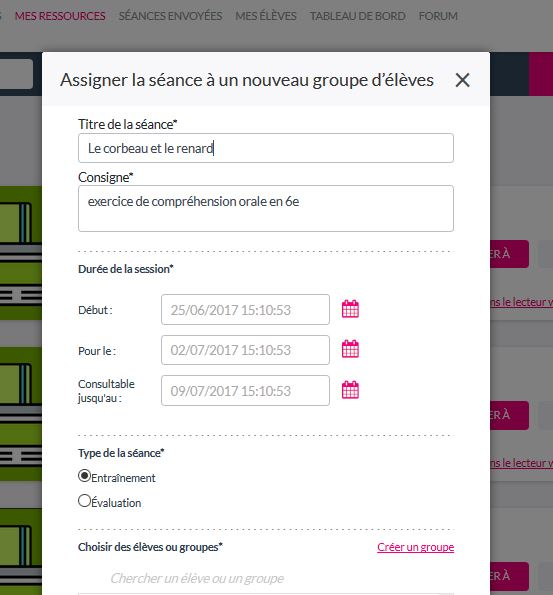 MES RESSOURCES SÉANCES ENVOYÉES MES ÉLÈVES TABLEAU DE BORD FORUM
Assigner la séance à un nouveau groupe d'élèves
Titre de la séance*
Le corbeau et le renard
Consigne*
exercice de compréhension orale en 6e
Durée de la session*
Début :
25/06/2017 15:10:53
ER À
ns le lecteur w
Pour le :
02/07/2017 15:10:53
Consultable
jusqu'au :
09/07/2017 15:10:53
ER À
Type de la séance*
ns le lecteur w
Entraînement
Évaluation
Choisir des élèves ou groupes*
Créer un groupe
Chercher un élève ou un groupe
ER À